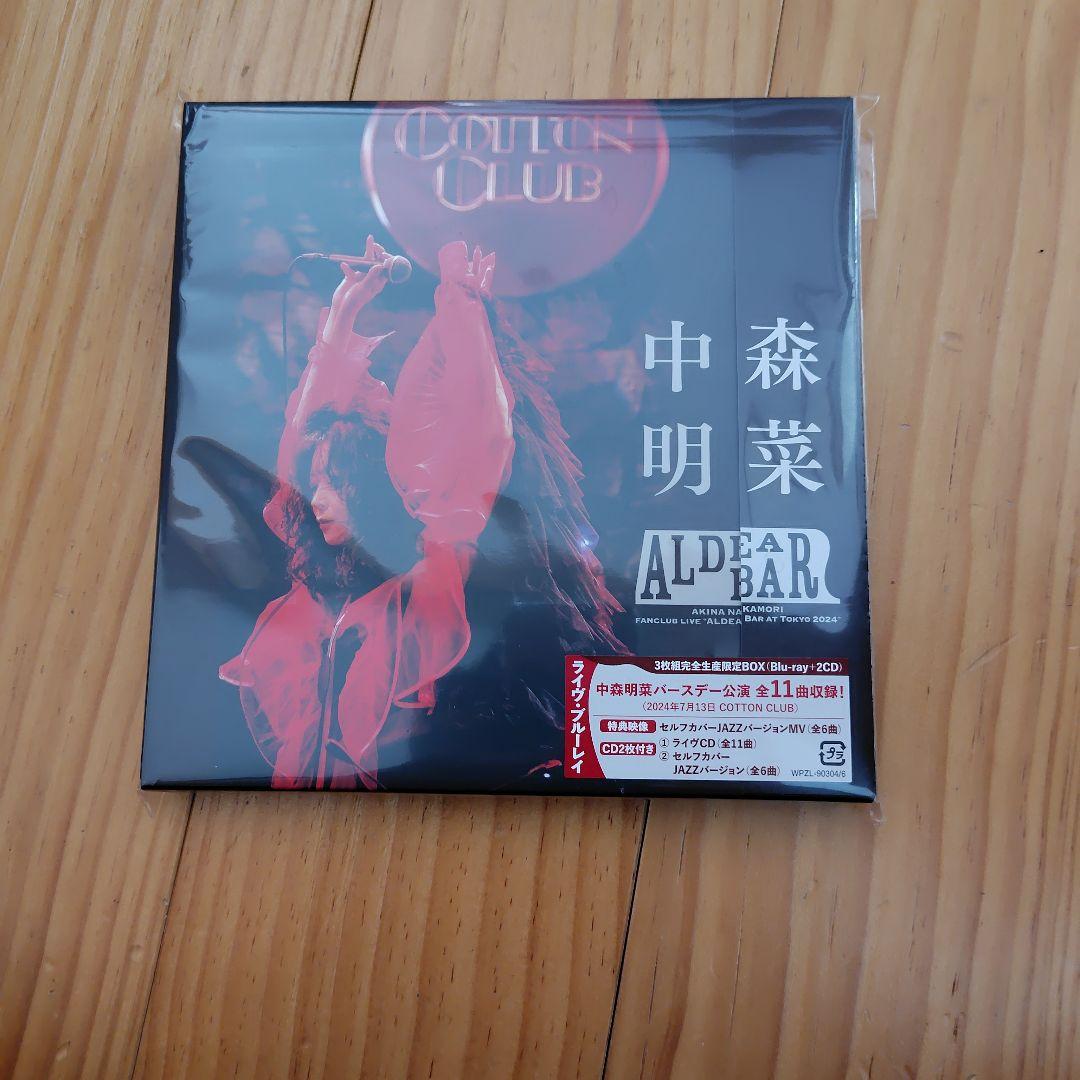 COTTON
CLUB
中森
明菜
ALDEA
BAR
AKINA NAKAMORI
FANCLUB LIVE "ALDEA BAR AT TOKYO 2024"
ライヴ・ブルーレイ
3枚組完全生産限定BOX(Blu-ray+2CD)
中森明菜バースデー公演 全11曲収録!
(2024年7月13日 COTTON CLUB)
特典映像 セルフカバーJAZZバージョンMV(全6曲)
CD2枚付き ① ライヴCD(全11曲)
② セルフカバー
JAZZバージョン(全6曲)
プラ
WPZL-90304/6